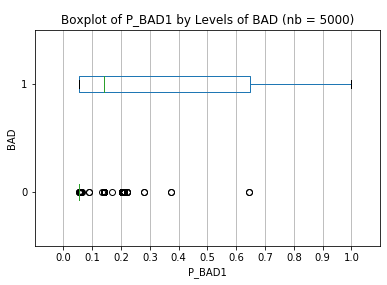 Boxplot of P_BAD1 by Levels of BAD (nb = 5000)
1
BAD
0
0.0 0.1 0.2 0.3 0.4 0.5 0.6 0.7 0.8 0.9 1.0
P_BAD1